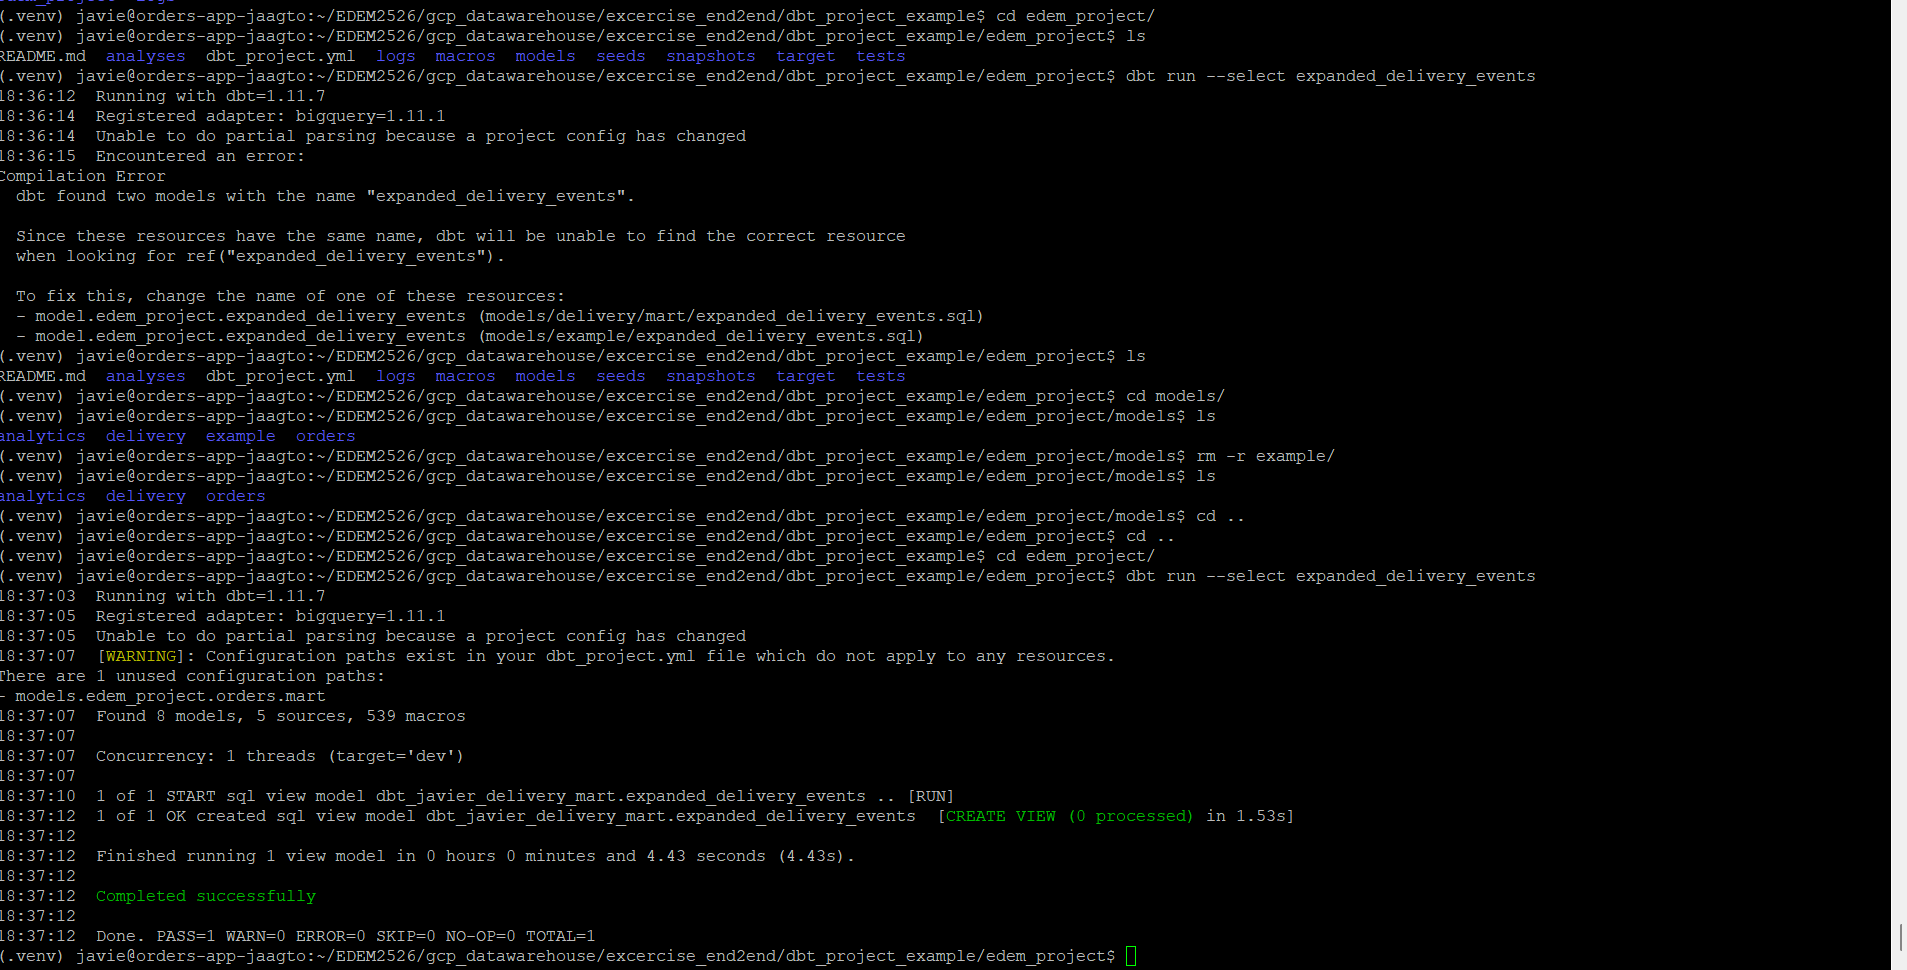 javie@orders-app-jaagto:~/EDEM2526/gcp_datawarehouse/excercise_end2end/dbt_project_example$ cd edem_project/
(.venv) javie@orders-app-jaagto:~/EDEM2526/gcp_datawarehouse/excercise_end2end/dbt_project_example/edem_project$ ls
README.md  analyses  dbt_project.yml  logs  macros  models  seeds  snapshots  target  tests
(.venv) javie@orders-app-jaagto:~/EDEM2526/gcp_datawarehouse/excercise_end2end/dbt_project_example/edem_project$ dbt run --select expanded_delivery_events
18:36:12  Running with dbt=1.11.7
18:36:14  Registered adapter: bigquery=1.11.1
18:36:14  Unable to do partial parsing because a project config has changed
18:36:15  Encountered an error:
Compilation Error
  dbt found two models with the name "expanded_delivery_events".
  Since these resources have the same name, dbt will be unable to find the correct resource
  when looking for ref("expanded_delivery_events").
  To fix this, change the name of one of these resources:
  - model.edem_project.expanded_delivery_events (models/delivery/mart/expanded_delivery_events.sql)
  - model.edem_project.expanded_delivery_events (models/example/expanded_delivery_events.sql)
(.venv) javie@orders-app-jaagto:~/EDEM2526/gcp_datawarehouse/excercise_end2end/dbt_project_example/edem_project$ ls
README.md  analyses  dbt_project.yml  logs  macros  models  seeds  snapshots  target  tests
(.venv) javie@orders-app-jaagto:~/EDEM2526/gcp_datawarehouse/excercise_end2end/dbt_project_example/edem_project$ cd models/
(.venv) javie@orders-app-jaagto:~/EDEM2526/gcp_datawarehouse/excercise_end2end/dbt_project_example/edem_project/models$ ls
analytics  delivery  example  orders
(.venv) javie@orders-app-jaagto:~/EDEM2526/gcp_datawarehouse/excercise_end2end/dbt_project_example/edem_project/models$ rm -r example/
(.venv) javie@orders-app-jaagto:~/EDEM2526/gcp_datawarehouse/excercise_end2end/dbt_project_example/edem_project/models$ ls
analytics  delivery  orders
(.venv) javie@orders-app-jaagto:~/EDEM2526/gcp_datawarehouse/excercise_end2end/dbt_project_example/edem_project/models$ cd ..
(.venv) javie@orders-app-jaagto:~/EDEM2526/gcp_datawarehouse/excercise_end2end/dbt_project_example/edem_project$ cd ..
(.venv) javie@orders-app-jaagto:~/EDEM2526/gcp_datawarehouse/excercise_end2end/dbt_project_example$ cd edem_project/
(.venv) javie@orders-app-jaagto:~/EDEM2526/gcp_datawarehouse/excercise_end2end/dbt_project_example/edem_project$ dbt run --select expanded_delivery_events
18:37:03  Running with dbt=1.11.7
18:37:05  Registered adapter: bigquery=1.11.1
18:37:05  Unable to do partial parsing because a project config has changed
18:37:07  [WARNING]: Configuration paths exist in your dbt_project.yml file which do not apply to any resources.
There are 1 unused configuration paths:
- models.edem_project.orders.mart
18:37:07  Found 8 models, 5 sources, 539 macros
18:37:07
18:37:07  Concurrency: 1 threads (target='dev')
18:37:07
18:37:10  1 of 1 START sql view model dbt_javier_delivery_mart.expanded_delivery_events .. [RUN]
18:37:12  1 of 1 OK created sql view model dbt_javier_delivery_mart.expanded_delivery_events  [CREATE VIEW (0 processed) in 1.53s]
18:37:12
18:37:12  Finished running 1 view model in 0 hours 0 minutes and 4.43 seconds (4.43s).
18:37:12
18:37:12  Completed successfully
18:37:12
18:37:12  Done. PASS=1 WARN=0 ERROR=0 SKIP=0 NO-OP=0 TOTAL=1
(.venv) javie@orders-app-jaagto:~/EDEM2526/gcp_datawarehouse/excercise_end2end/dbt_project_example/edem_project$